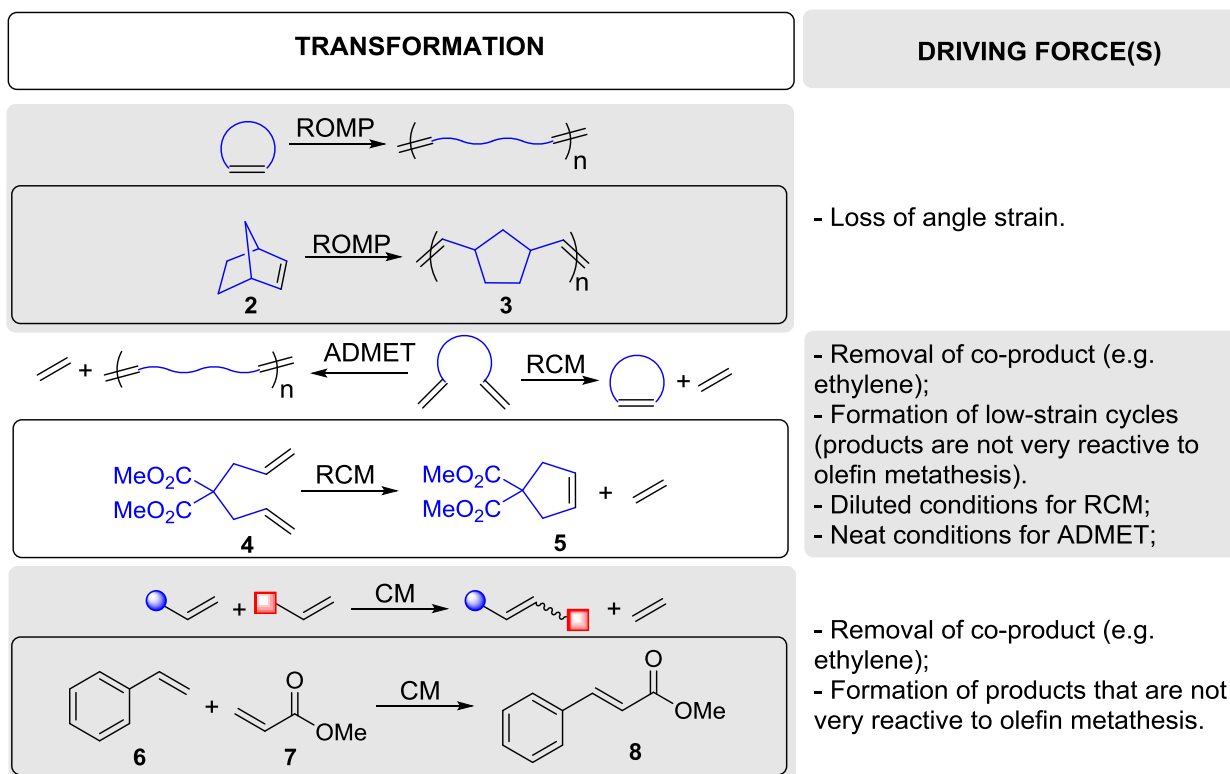 TRANSFORMATION
DRIVING FORCE(S)
ROMP
n
ROMP
n
2
3
- Loss of angle strain.
+
n
ADMET
RCM
+
MeO2C
MeO2C
4
RCM
MeO2C
MeO2C
5
+
- Removal of co-product (e.g.
ethylene);
- Formation of low-strain cycles
(products are not very reactive to
olefin metathesis).
- Diluted conditions for RCM;
- Neat conditions for ADMET;
+
CM
+
6
+
O
OMe
7
CM
O
OMe
8
- Removal of co-product (e.g.
ethylene);
- Formation of products that are not
very reactive to olefin metathesis.